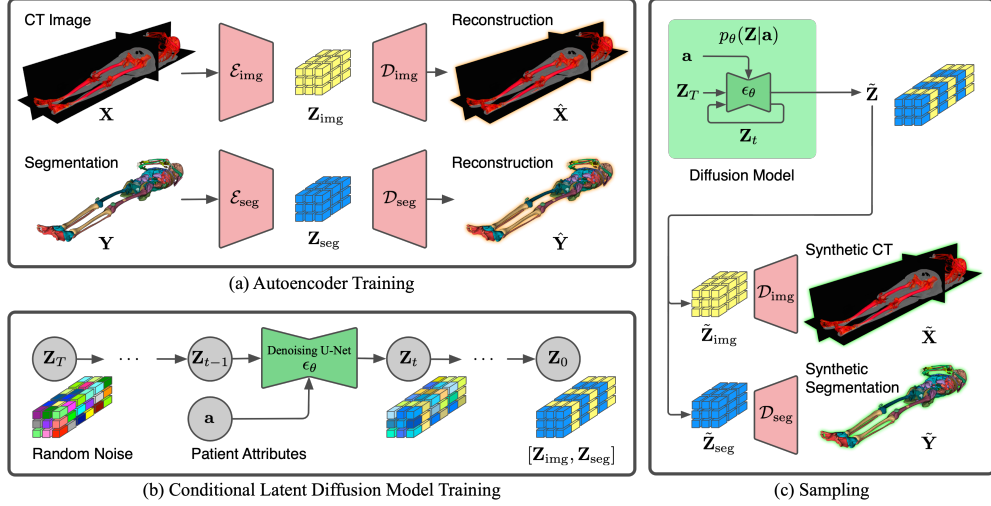 CT Image
Reconstruction
𝓔img
𝓓img
X
Zimg
X̂
Segmentation
Reconstruction
𝓔seg
𝓓seg
Y
Zseg
Ŷ
(a) Autoencoder Training
ZT
· · ·
Zt−1
Denoising U-Net
ϵθ
Zt
· · ·
Z0
a
Random Noise
Patient Attributes
[Zimg, Zseg]
(b) Conditional Latent Diffusion Model Training
pθ(Z|a)
a
ZT
ϵθ
Z̃
Zt
Diffusion Model
Synthetic CT
𝓓img
Z̃img
X̃
Synthetic
Segmentation
𝓓seg
Z̃seg
Ỹ
(c) Sampling